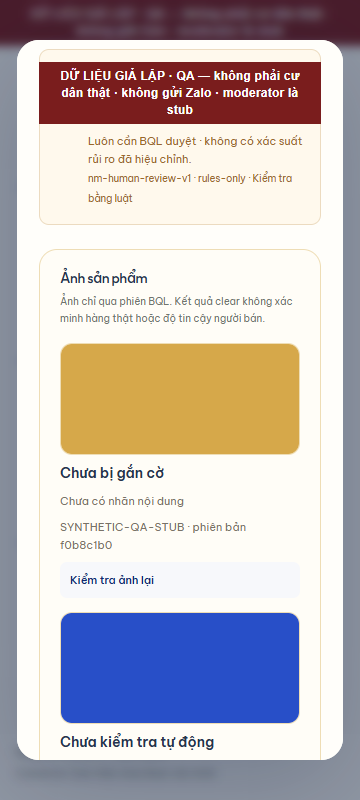 DỮ LIỆU GIẢ LẬP · QA — không phải cư
dân thật · không gửi Zalo · moderator là
stub
Luôn cần BQL duyệt · không có xác suất
rủi ro đã hiệu chỉnh.
nm-human-review-v1 · rules-only · Kiểm tra
bằng luật
Ảnh sản phẩm
Ảnh chỉ qua phiên BQL. Kết quả clear không xác
minh hàng thật hoặc độ tin cậy người bán.
Chưa bị gắn cờ
Chưa có nhãn nội dung
SYNTHETIC-QA-STUB · phiên bản
f0b8c1b0
Kiểm tra ảnh lại
Chưa kiểm tra tự động